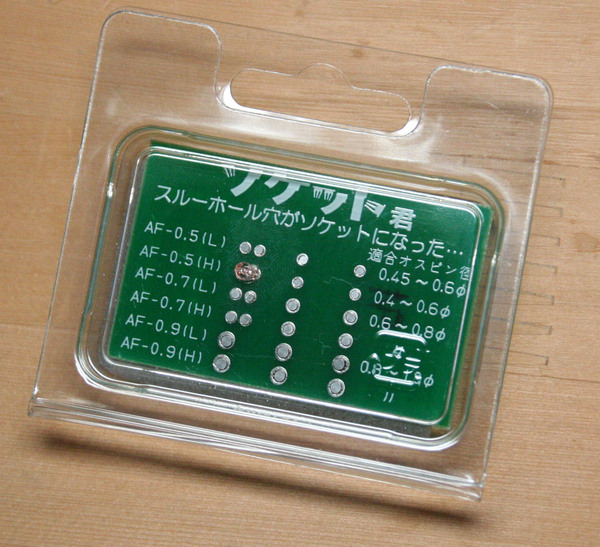 ソケット君
スルーホール穴がソケットになった…
適合オスピン径
AF-0.5(L)
AF-0.5(H) 0.45～0.6φ
AF-0.7(L) 0.4～0.6φ
AF-0.7(H) 0.6～0.8φ
AF-0.9(L)
AF-0.9(H)
〃